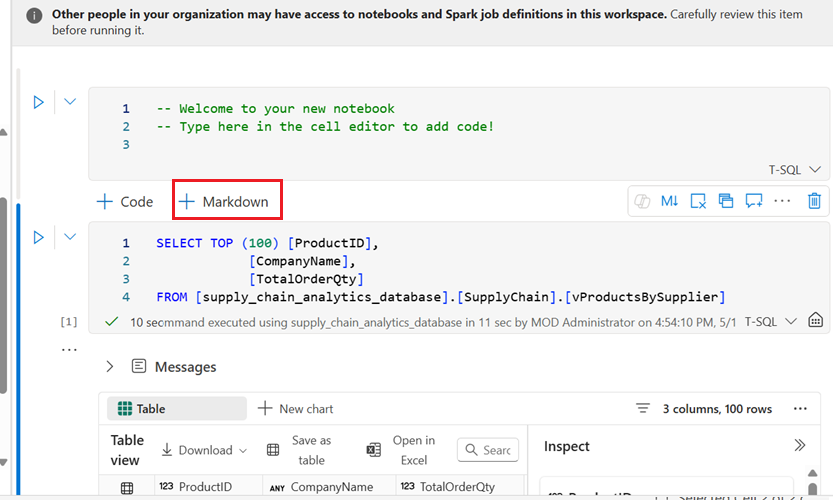 Other people in your organization may have access to notebooks and Spark job definitions in this workspace. Carefully review this item
before running it.
1 -- Welcome to your new notebook
2 -- Type here in the cell editor to add code!
3
T-SQL
Code
Markdown
M↓
1 SELECT TOP (100) [ProductID],
2 [CompanyName],
3 [TotalOrderQty]
4 FROM [supply_chain_analytics_database].[SupplyChain].[vProductsBySupplier]
[1] 10 secommand executed using supply_chain_analytics_database in 11 sec by MOD Administrator on 4:54:10 PM, 5/1 T-SQL
...
Messages
Table
New chart
3 columns, 100 rows
...
Table view
Download
Save as table
Open in Excel
Searc
Inspect
123 ProductID
ANY CompanyName
123 TotalOrderQty